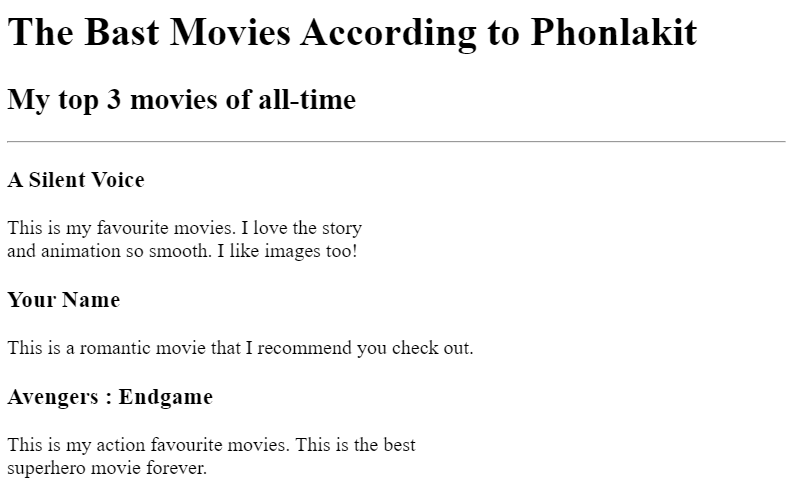 The Bast Movies According to Phonlakit
My top 3 movies of all-time
A Silent Voice
This is my favourite movies. I love the story
and animation so smooth. I like images too!
Your Name
This is a romantic movie that I recommend you check out.
Avengers : Endgame
This is my action favourite movies. This is the best
superhero movie forever.